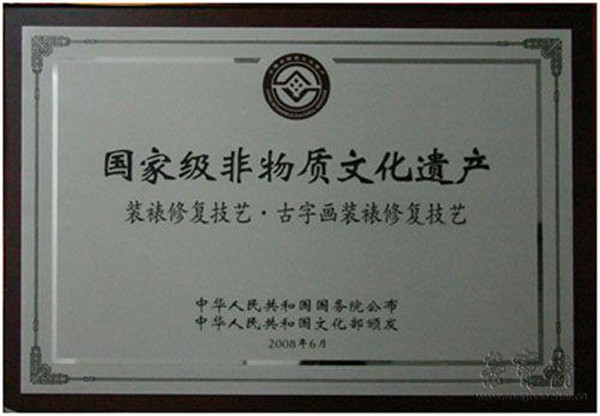 国家级非物质文化遗产
装裱修复技艺·古字画装裱修复技艺
中华人民共和国国务院公布
中华人民共和国文化部颁发
2008年6月